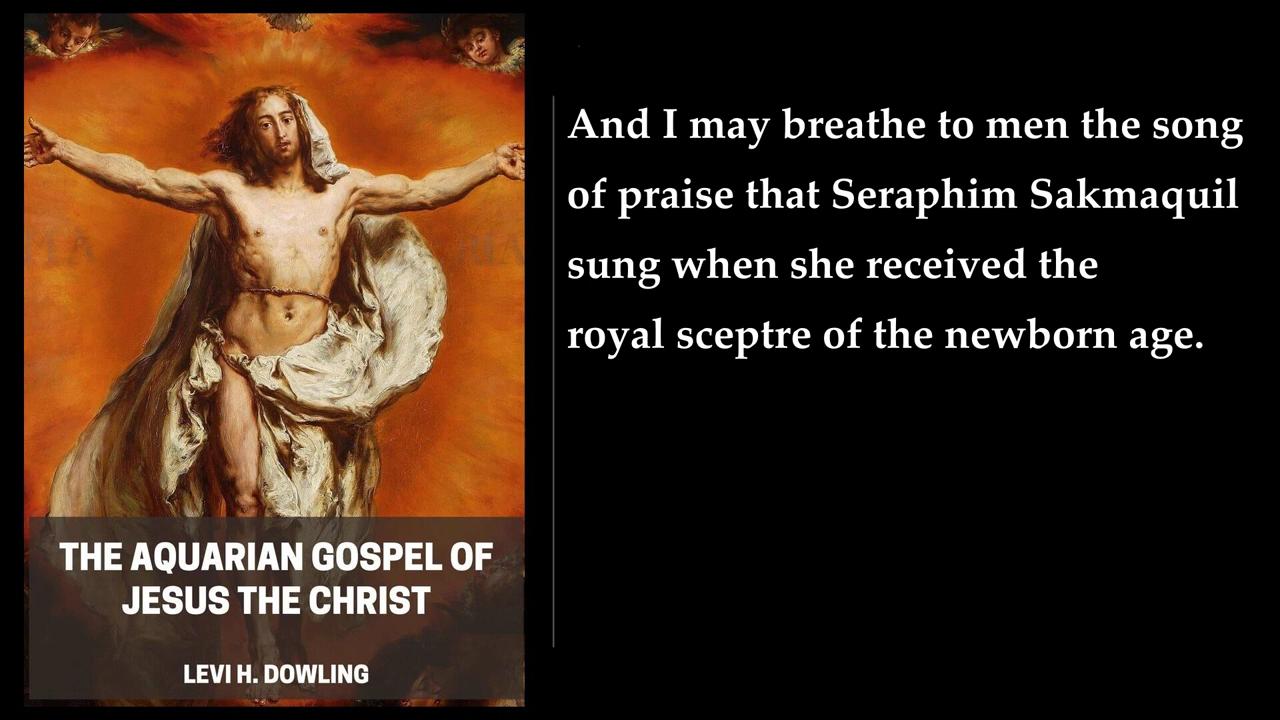 THE AQUARIAN GOSPEL OF
JESUS THE CHRIST
LEVI H. DOWLING
And I may breathe to men the song
of praise that Seraphim Sakmaquil
sung when she received the
royal sceptre of the newborn age.